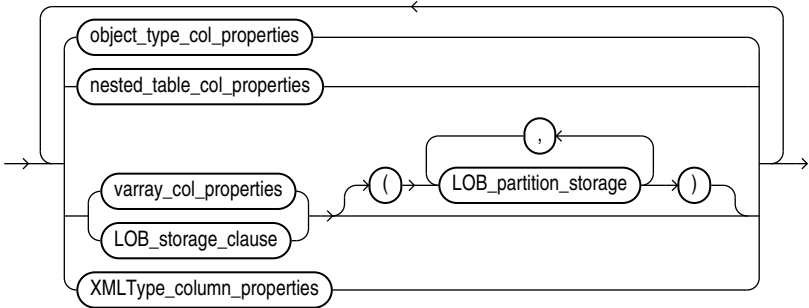 object_type_col_properties
nested_table_col_properties
,
varray_col_properties ( LOB_partition_storage )
LOB_storage_clause
XMLType_column_properties